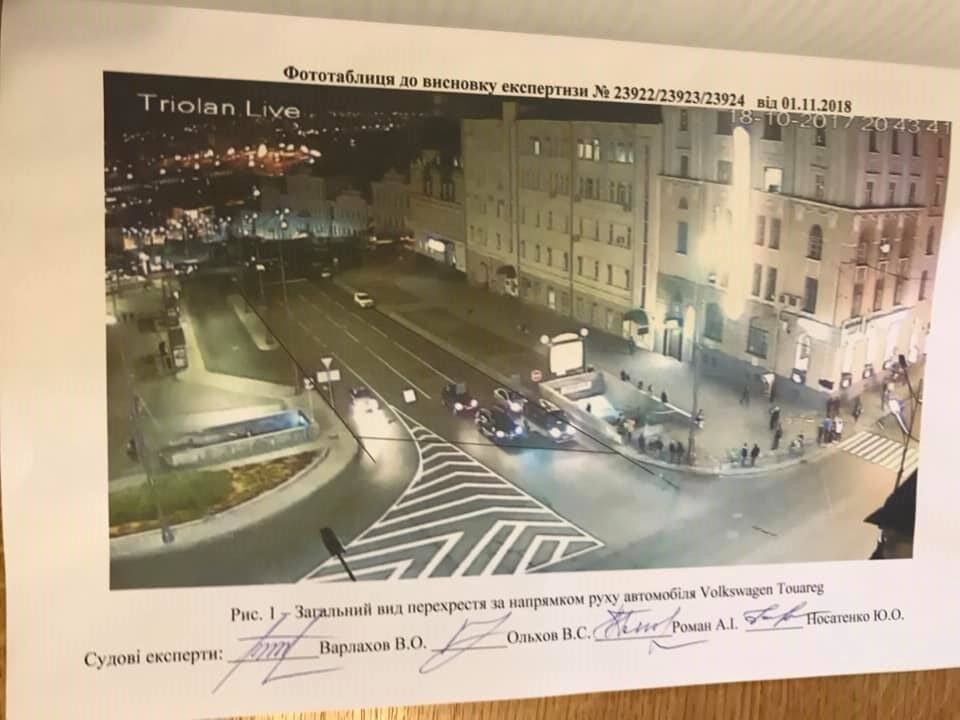 Фототаблиця до висновку експертизи № 23922/23923/23924 від 01.11.2018
Triolan Live
18-10-2017 20 43 41
Рис. 1 – Загальний вид перехрестя за напрямком руху автомобіля Volkswagen Touareg
Судові експерти: Варлахов В.О. Ольхов В.С. Роман А.І. Носатенко Ю.О.